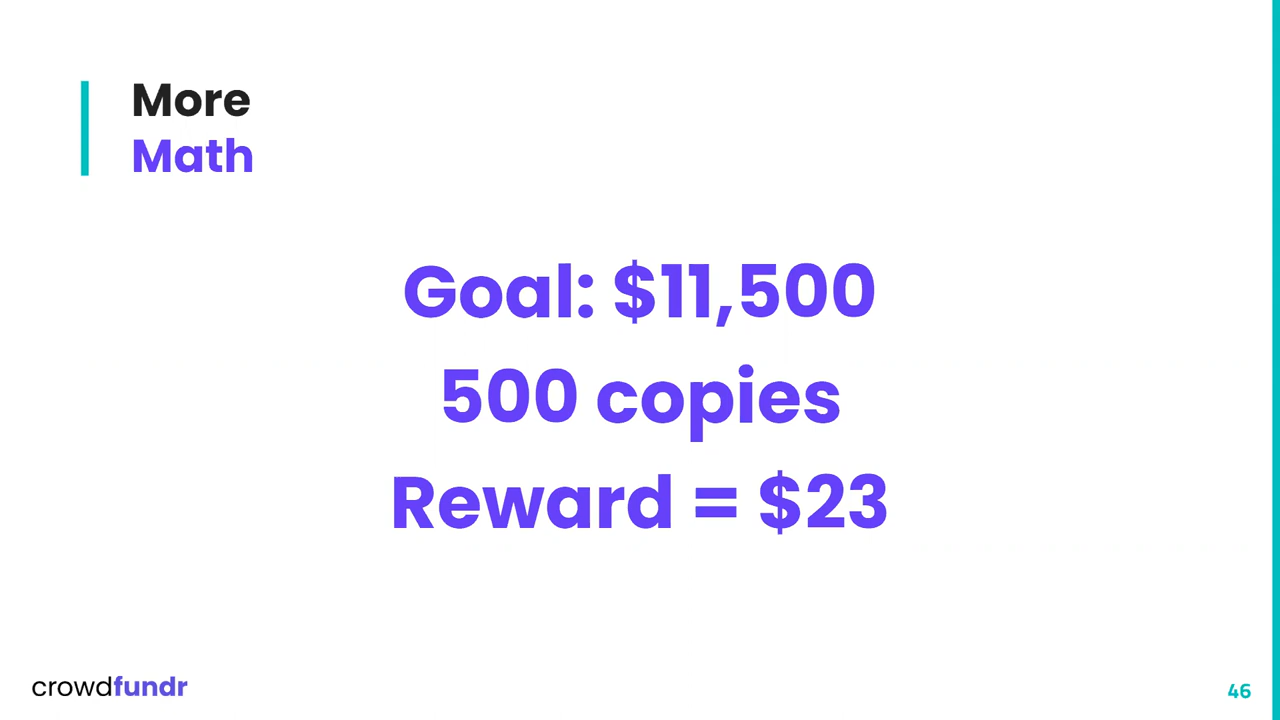 More
Math
Goal: $11,500
500 copies
Reward = $23
crowdfundr
46